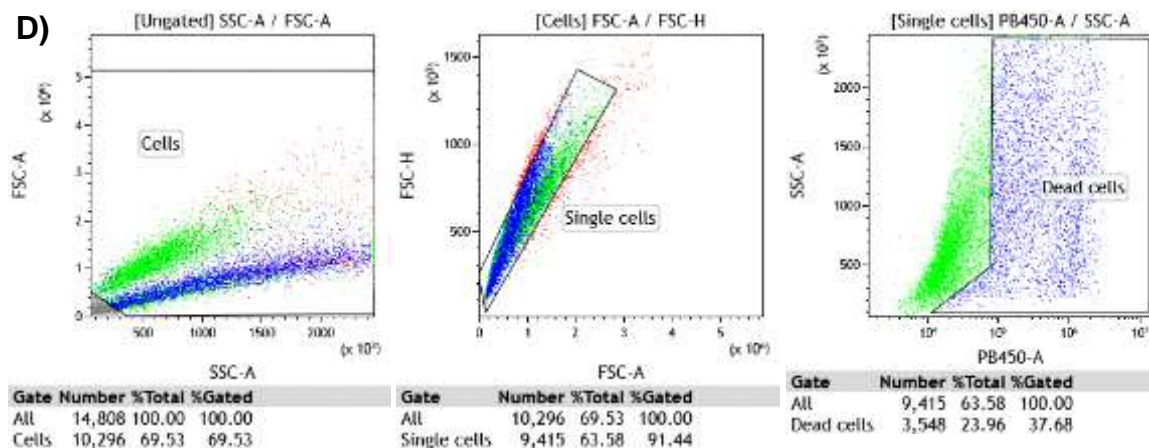 D)
[Ungated] SSC-A / FSC-A
(x 10⁶)
FSC-A
5
4
3
2
1
0
Cells
500 1000 1500 2000
(x 10³)
SSC-A
Gate Number %Total %Gated
All 14,808 100.00 100.00
Cells 10,296 69.53 69.53
[Cells] FSC-A / FSC-H
(x 10³)
FSC-H
1500
1000
500
Single cells
0 1 2 3 4 5
(x 10⁶)
FSC-A
Gate Number %Total %Gated
All 10,296 69.53 100.00
Single cells 9,415 63.58 91.44
[Single cells] PB450-A / SSC-A
(x 10³)
SSC-A
2000
1500
1000
500
Dead cells
PB450-A
Gate Number %Total %Gated
All 9,415 63.58 100.00
Dead cells 3,548 23.96 37.68